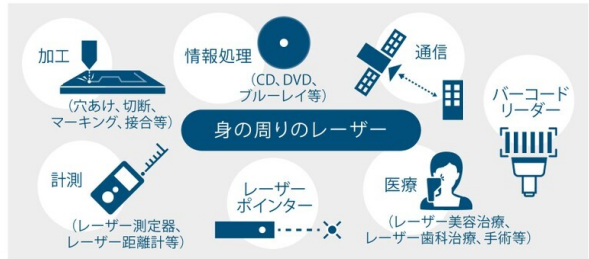 加工
(穴あけ、切断、
マーキング、接合等)
情報処理
(CD、DVD、
ブルーレイ等)
通信
バーコード
リーダー
身の周りのレーザー
計測
(レーザー測定器、
レーザー距離計等)
レーザー
ポインター
医療
(レーザー美容治療、
レーザー歯科治療、手術等)